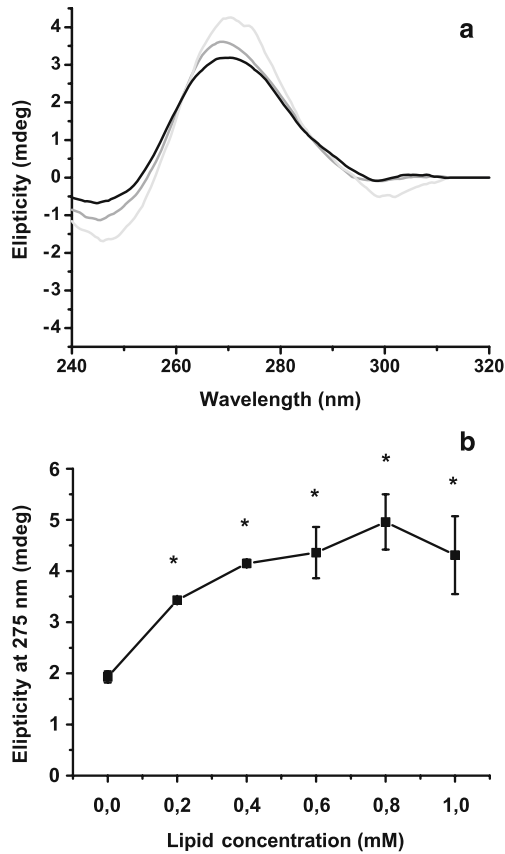 a
4
3
2
1
0
-1
-2
-3
-4
Elipticity (mdeg)
240 260 280 300 320
Wavelength (nm)
b
6
5
4
3
2
1
0
Elipticity at 275 nm (mdeg)
* * * * *
0,0 0,2 0,4 0,6 0,8 1,0
Lipid concentration (mM)